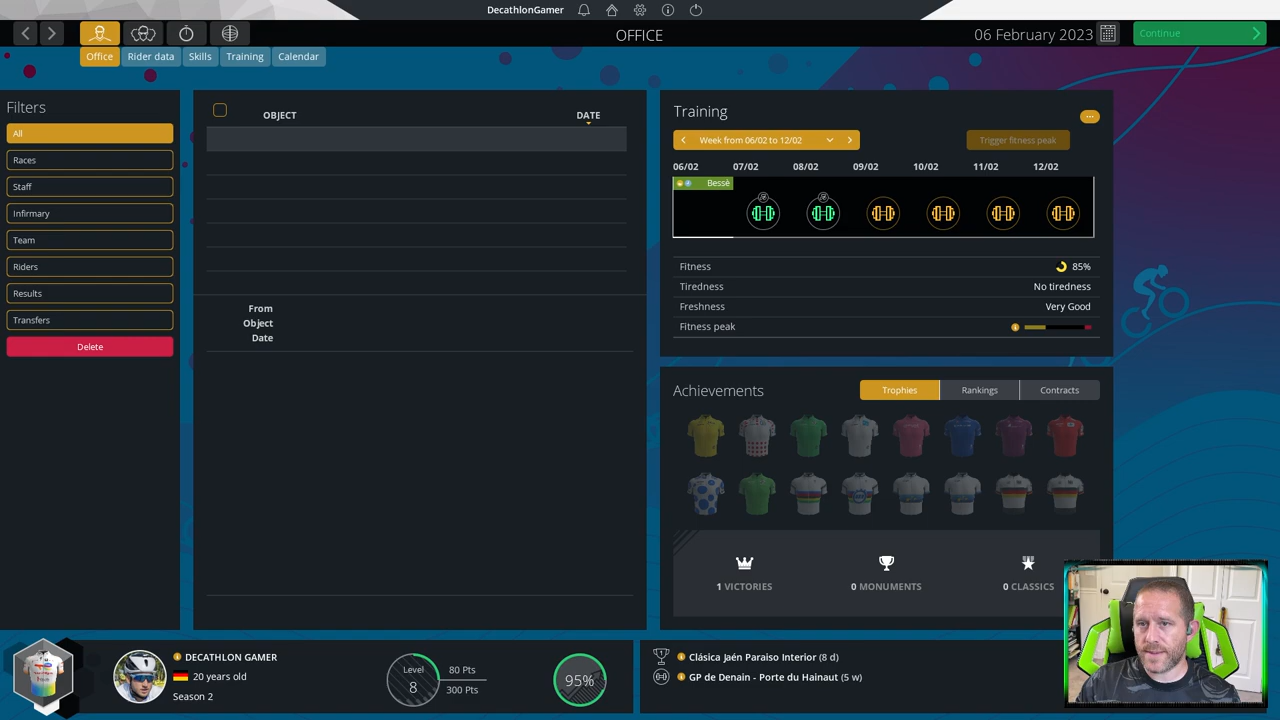 DecathlonGamer
OFFICE
06 February 2023
Continue
Office
Rider data
Skills
Training
Calendar
Filters
All
Races
Staff
Infirmary
Team
Riders
Results
Transfers
Delete
OBJECT
DATE
From
Object
Date
Training
...
Week from 06/02 to 12/02
Trigger fitness peak
06/02 07/02 08/02 09/02 10/02 11/02 12/02
Bessè
Fitness 85%
Tiredness No tiredness
Freshness Very Good
Fitness peak
Achievements
Trophies
Rankings
Contracts
1 VICTORIES
0 MONUMENTS
0 CLASSICS
DECATHLON GAMER
20 years old
Season 2
Level
8
80 Pts
300 Pts
95%
Clásica Jaén Paraiso Interior (8 d)
GP de Denain - Porte du Hainaut (5 w)